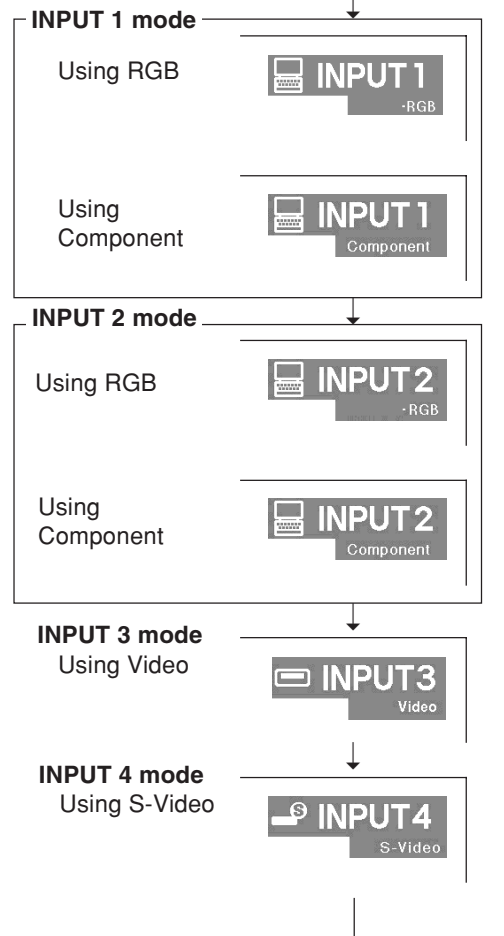 INPUT 1 mode
Using RGB
INPUT 1
-RGB
Using
Component
INPUT 1
Component
INPUT 2 mode
Using RGB
INPUT 2
-RGB
Using
Component
INPUT 2
Component
INPUT 3 mode
Using Video
INPUT3
Video
INPUT 4 mode
Using S-Video
S
INPUT4
S-Video